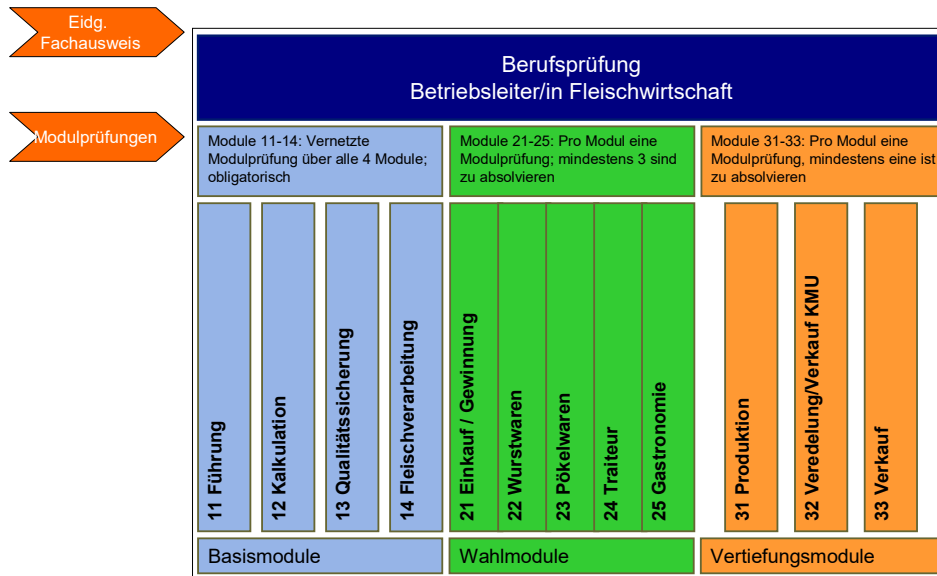 Eidg.
Fachausweis
Berufsprüfung
Betriebsleiter/in Fleischwirtschaft
Modulprüfungen
Module 11-14: Vernetzte
Modulprüfung über alle 4 Module;
obligatorisch
Module 21-25: Pro Modul eine
Modulprüfung; mindestens 3 sind
zu absolvieren
Module 31-33: Pro Modul eine
Modulprüfung, mindestens eine ist
zu absolvieren
11 Führung
12 Kalkulation
13 Qualitätssicherung
14 Fleischverarbeitung
21 Einkauf / Gewinnung
22 Wurstwaren
23 Pökelwaren
24 Traiteur
25 Gastronomie
31 Produktion
32 Veredelung/Verkauf KMU
33 Verkauf
Basismodule
Wahlmodule
Vertiefungsmodule